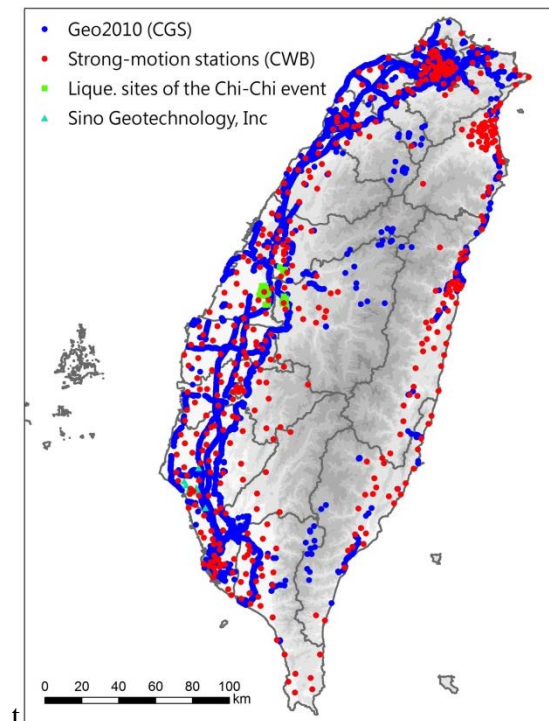 Geo2010 (CGS)
Strong-motion stations (CWB)
Lique. sites of the Chi-Chi event
Sino Geotechnology, Inc
0 20 40 60 80 100
km
t